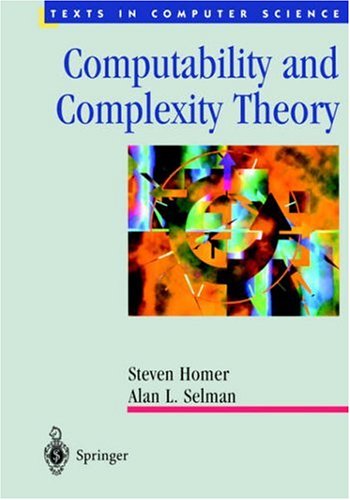 TEXTS IN COMPUTER SCIENCE
Computability and
Complexity Theory
Steven Homer
Alan L. Selman
Springer